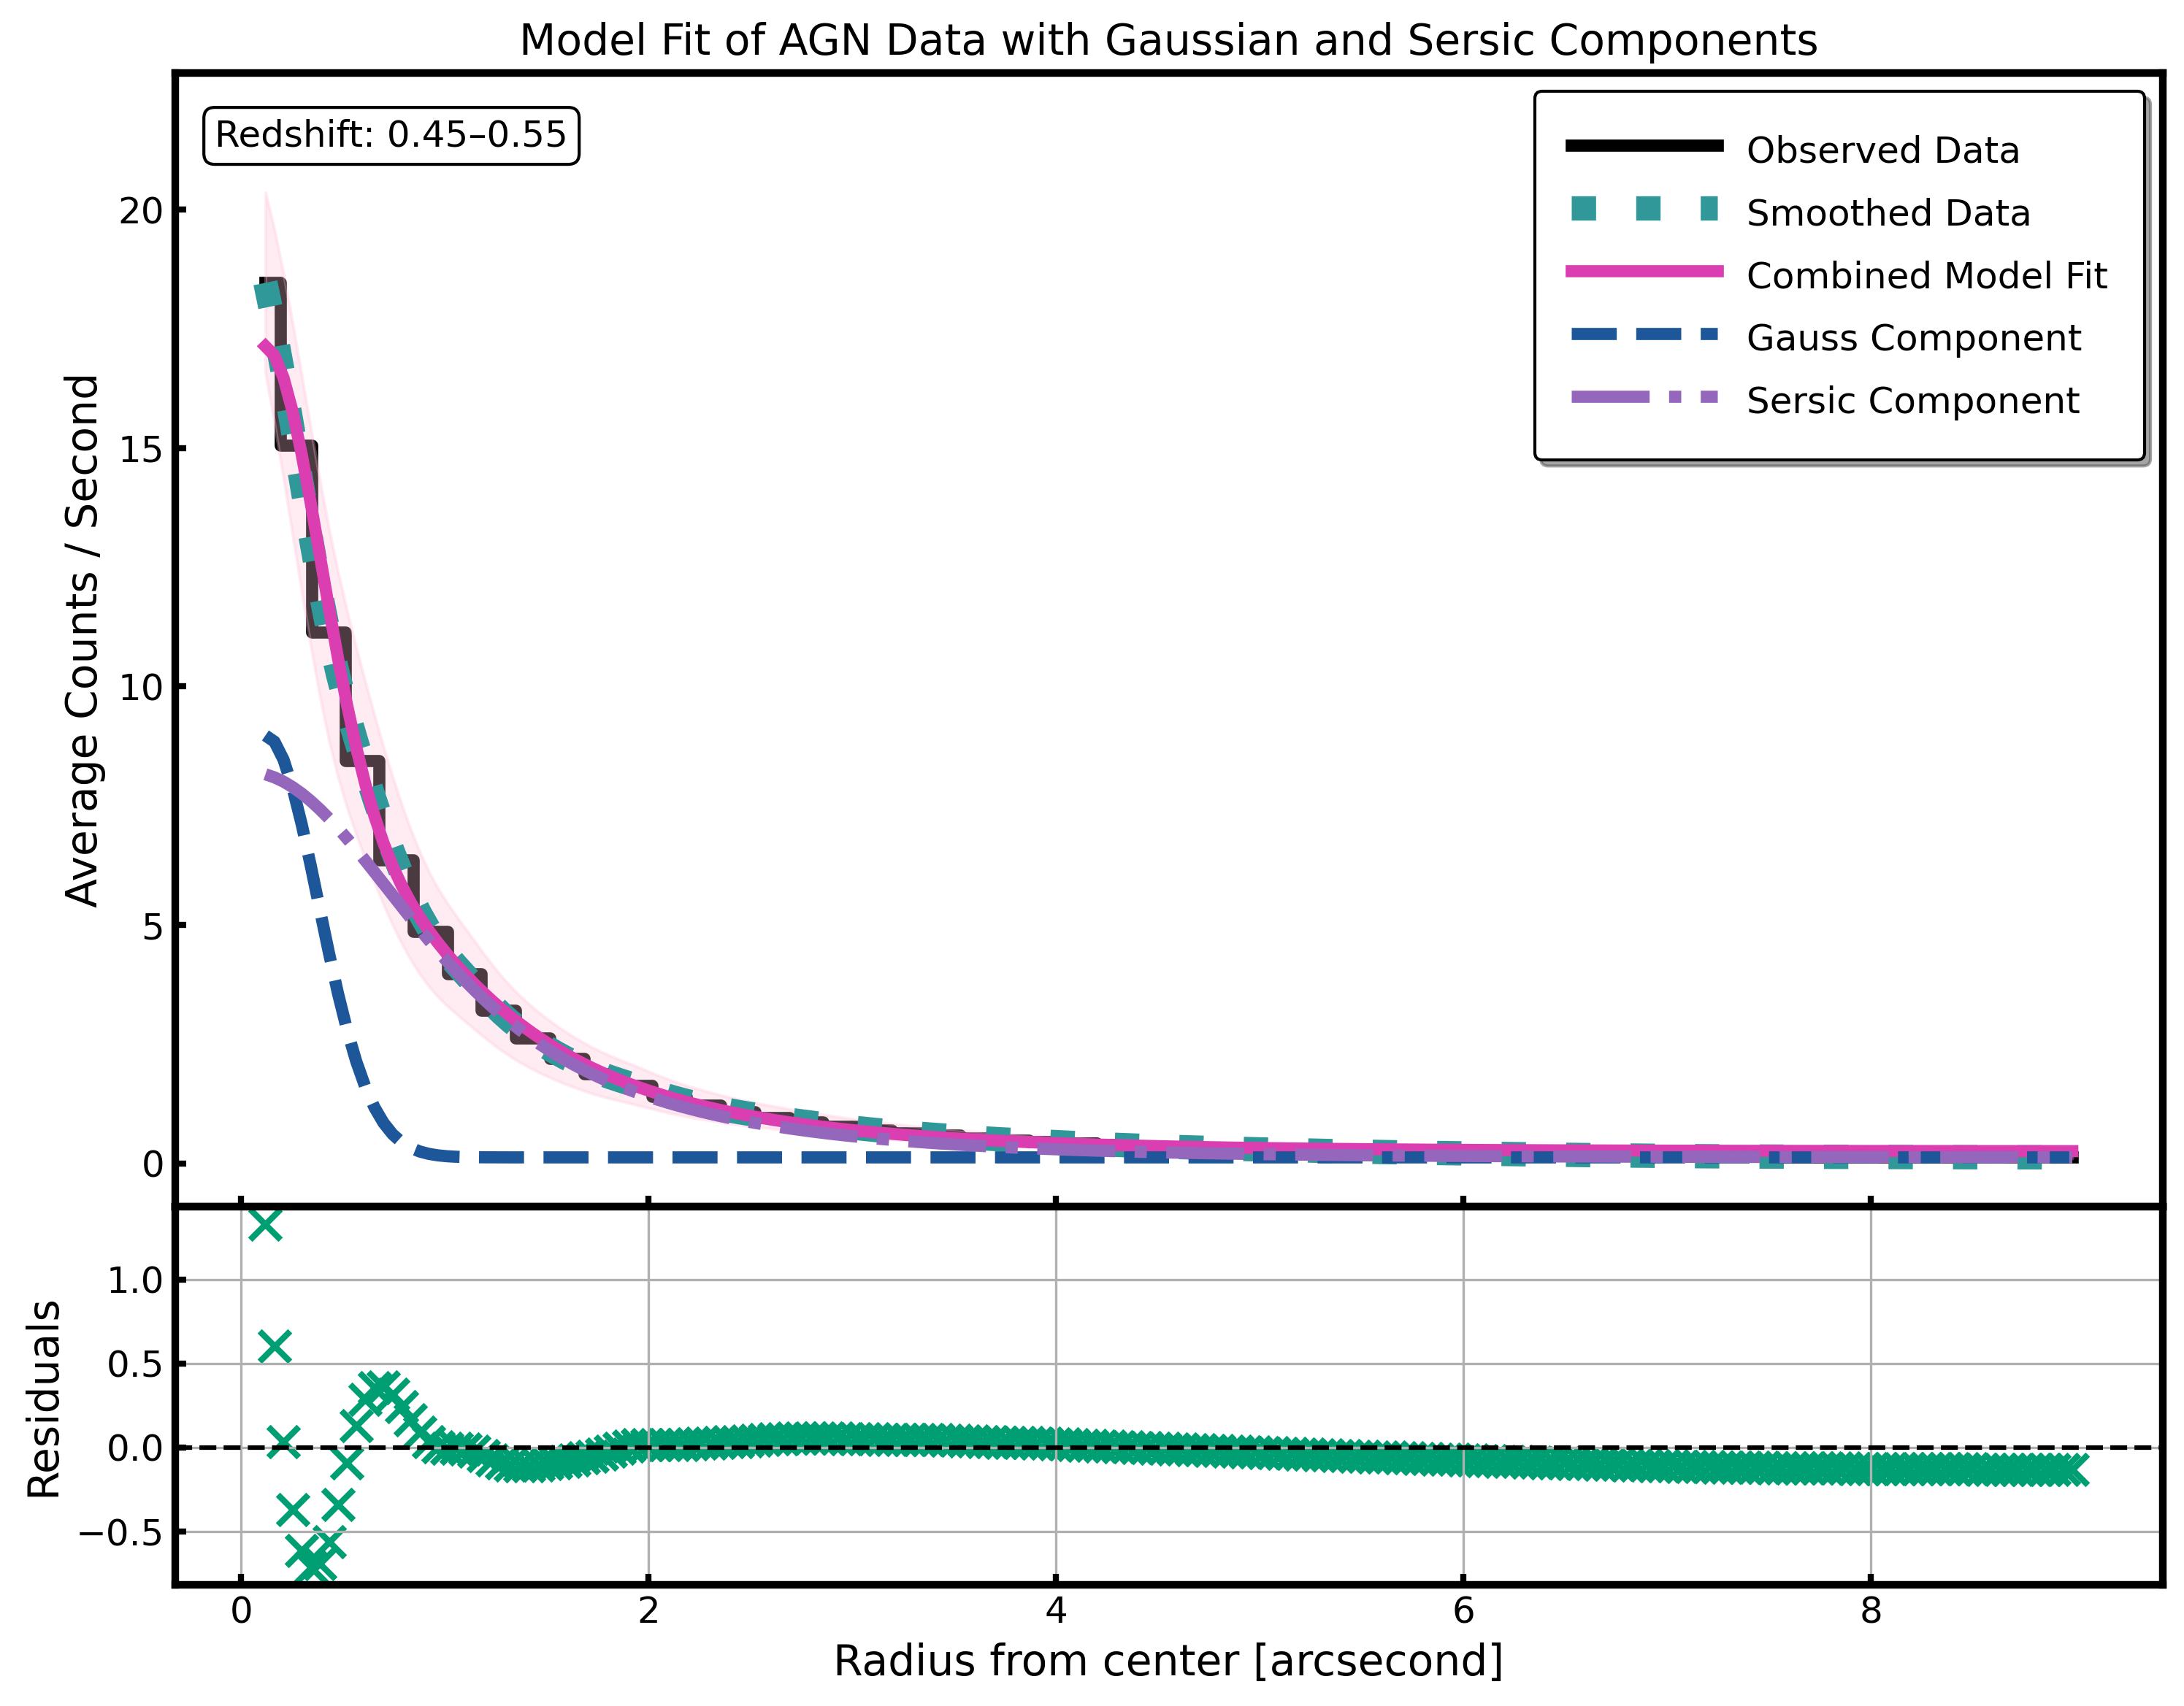 Model Fit of AGN Data with Gaussian and Sersic Components
Redshift: 0.45–0.55
Observed Data
Smoothed Data
Combined Model Fit
Gauss Component
Sersic Component
Average Counts / Second
20
15
10
5
0
Residuals
1.0
0.5
0.0
−0.5
0
2
4
6
8
Radius from center [arcsecond]